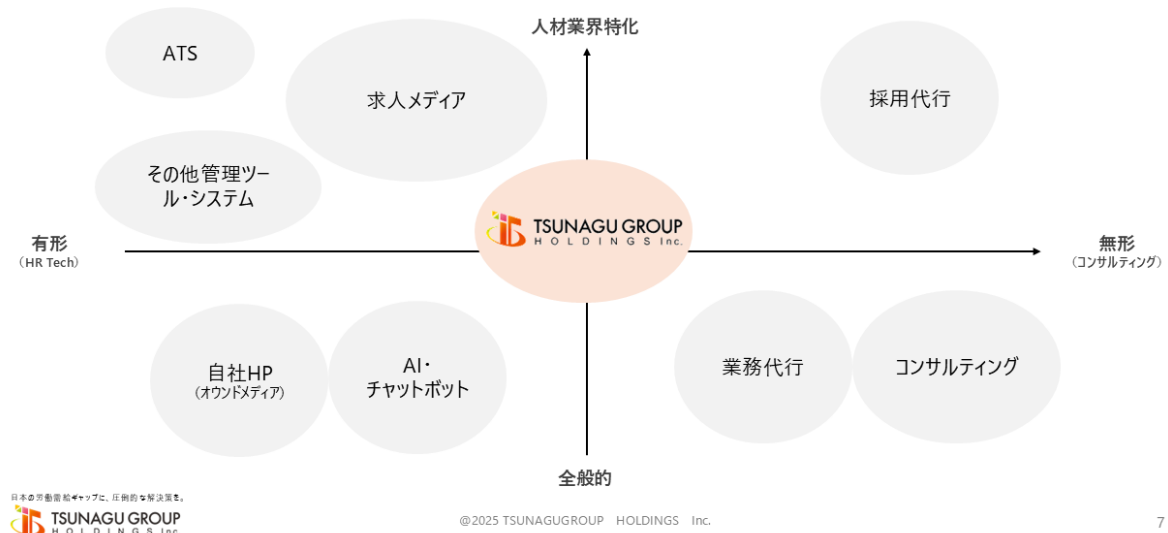 人材業界特化
ATS
求人メディア
採用代行
その他管理ツー
ル・システム
TSUNAGU GROUP
HOLDINGS Inc.
有形
（HR Tech）
無形
（コンサルティング）
自社HP
（オウンドメディア）
AI・
チャットボット
業務代行
コンサルティング
全般的
日本の労働需給ギャップに、圧倒的な解決策を。
TSUNAGU GROUP
HOLDINGS Inc.
@2025 TSUNAGUGROUP HOLDINGS Inc.
7